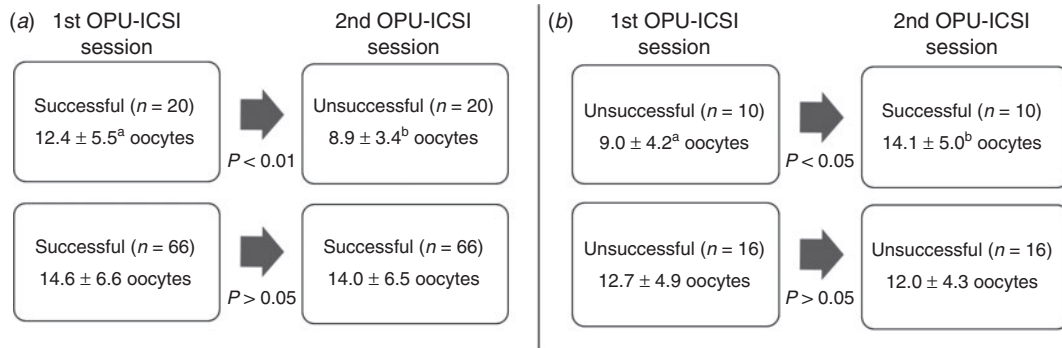 (a) 1st OPU-ICSI session
2nd OPU-ICSI session
Successful (n = 20)
12.4 ± 5.5ᵃ oocytes
P < 0.01
Unsuccessful (n = 20)
8.9 ± 3.4ᵇ oocytes
Successful (n = 66)
14.6 ± 6.6 oocytes
P > 0.05
Successful (n = 66)
14.0 ± 6.5 oocytes
(b) 1st OPU-ICSI session
2nd OPU-ICSI session
Unsuccessful (n = 10)
9.0 ± 4.2ᵃ oocytes
P < 0.05
Successful (n = 10)
14.1 ± 5.0ᵇ oocytes
Unsuccessful (n = 16)
12.7 ± 4.9 oocytes
P > 0.05
Unsuccessful (n = 16)
12.0 ± 4.3 oocytes